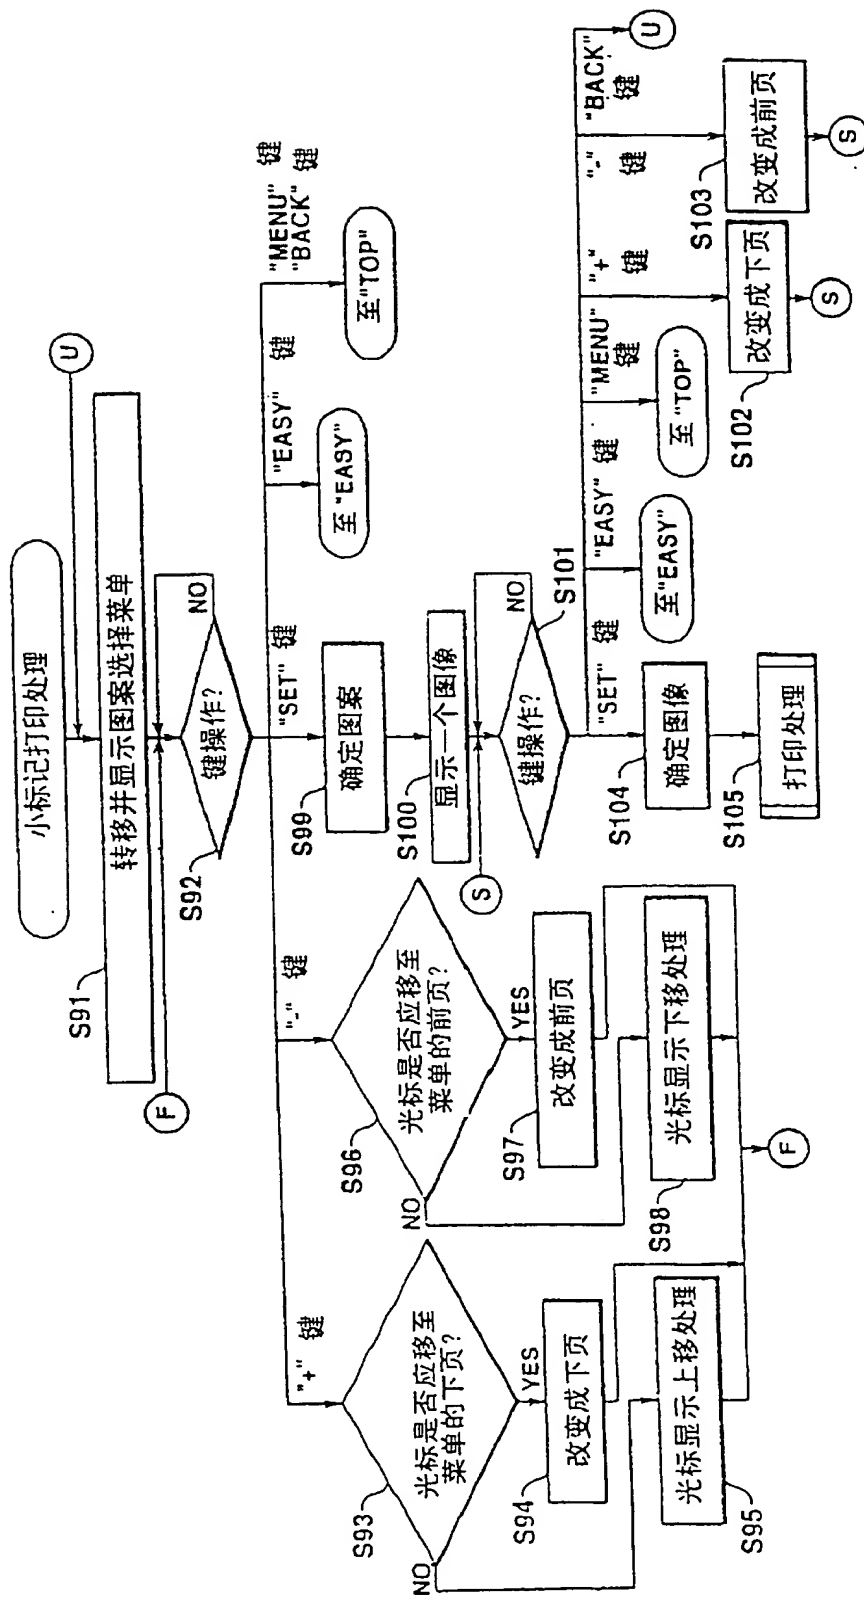 小标记打印处理
U
S91
转移并显示图案选择菜单
F
S92
键操作?
NO
"+" 键
"-" 键
"SET" 键
"EASY" 键
"MENU" 键
"BACK" 键
S93
光标是否应移至
菜单的下页?
NO
YES
S94
改变成下页
S95
光标显示上移处理
S96
光标是否应移至
菜单的前页?
NO
YES
S97
改变成前页
S98
光标显示下移处理
F
S99
确定图案
至"EASY"
至"TOP"
S100
显示一个图像
S
键操作?
S101
NO
"SET" 键
"EASY" 键
"MENU" 键
"+" 键
"-" 键
"BACK" 键
S104
确定图像
至"EASY"
至"TOP"
S102
改变成下页
S103
改变成前页
U
S105
打印处理
S
S